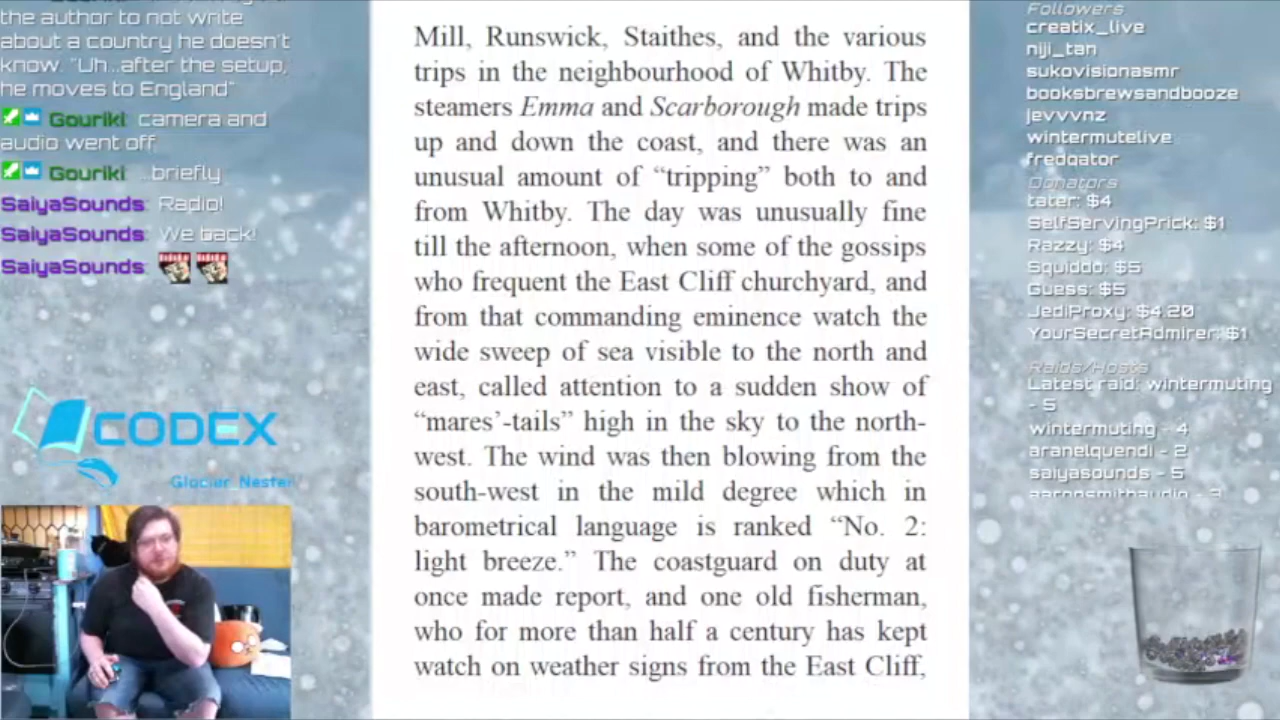 the author to not write
about a country he doesn't
know. "Uh..after the setup,
he moves to England"
Gouriki: camera and
audio went off
Gouriki: ..briefly
SaiyaSounds: Radio!
SaiyaSounds: We back!
SaiyaSounds:
CODEX
Glacier_Nester
Mill, Runswick, Staithes, and the various
trips in the neighbourhood of Whitby. The
steamers Emma and Scarborough made trips
up and down the coast, and there was an
unusual amount of “tripping” both to and
from Whitby. The day was unusually fine
till the afternoon, when some of the gossips
who frequent the East Cliff churchyard, and
from that commanding eminence watch the
wide sweep of sea visible to the north and
east, called attention to a sudden show of
“mares’-tails” high in the sky to the north-
west. The wind was then blowing from the
south-west in the mild degree which in
barometrical language is ranked “No. 2:
light breeze.” The coastguard on duty at
once made report, and one old fisherman,
who for more than half a century has kept
watch on weather signs from the East Cliff,
Followers
creatix_live
niji_tan
sukovisionasmr
booksbrewsandbooze
jevvvnz
wintermutelive
fredgator
Donators
tater: $4
SelfServingPrick: $1
Razzy: $4
Squiddo: $5
Guess: $5
JediProxy: $4.20
YourSecretAdmirer: $1
Raids/Hosts
Latest raid: wintermuting
- 5
wintermuting - 4
aranelquendi - 2
saiyasounds - 5
aaronsmithaudio - 3